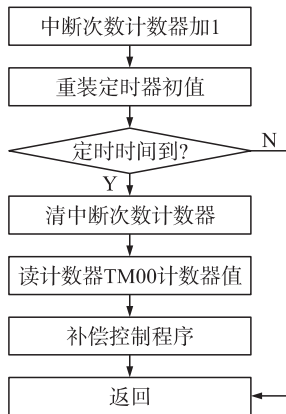 中断次数计数器加1
重装定时器初值
定时时间到?
N
Y
清中断次数计数器
读计数器TM00计数器值
补偿控制程序
返回